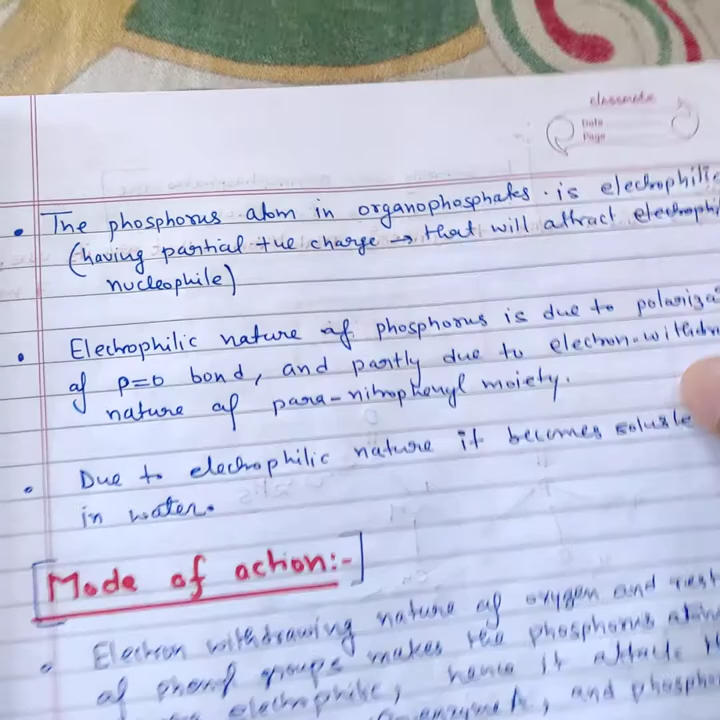 classmate
Date
Page
The phosphorus atom in organophosphates is electrophilic
(having partial +ve charge → that will attract electrophi
nucleophile)
Electrophilic nature of phosphorus is due to polariza
of P=O bond, and partly due to electron-withdr
nature of para-nitrophenyl moiety.
Due to electrophilic nature it becomes soluble
in water.
Mode of action:-
Electron withdrawing nature of oxygen and rest
of phenyl groups makes the phosphorus atom
electrophilic, hence it attack
enzyme, and phospho